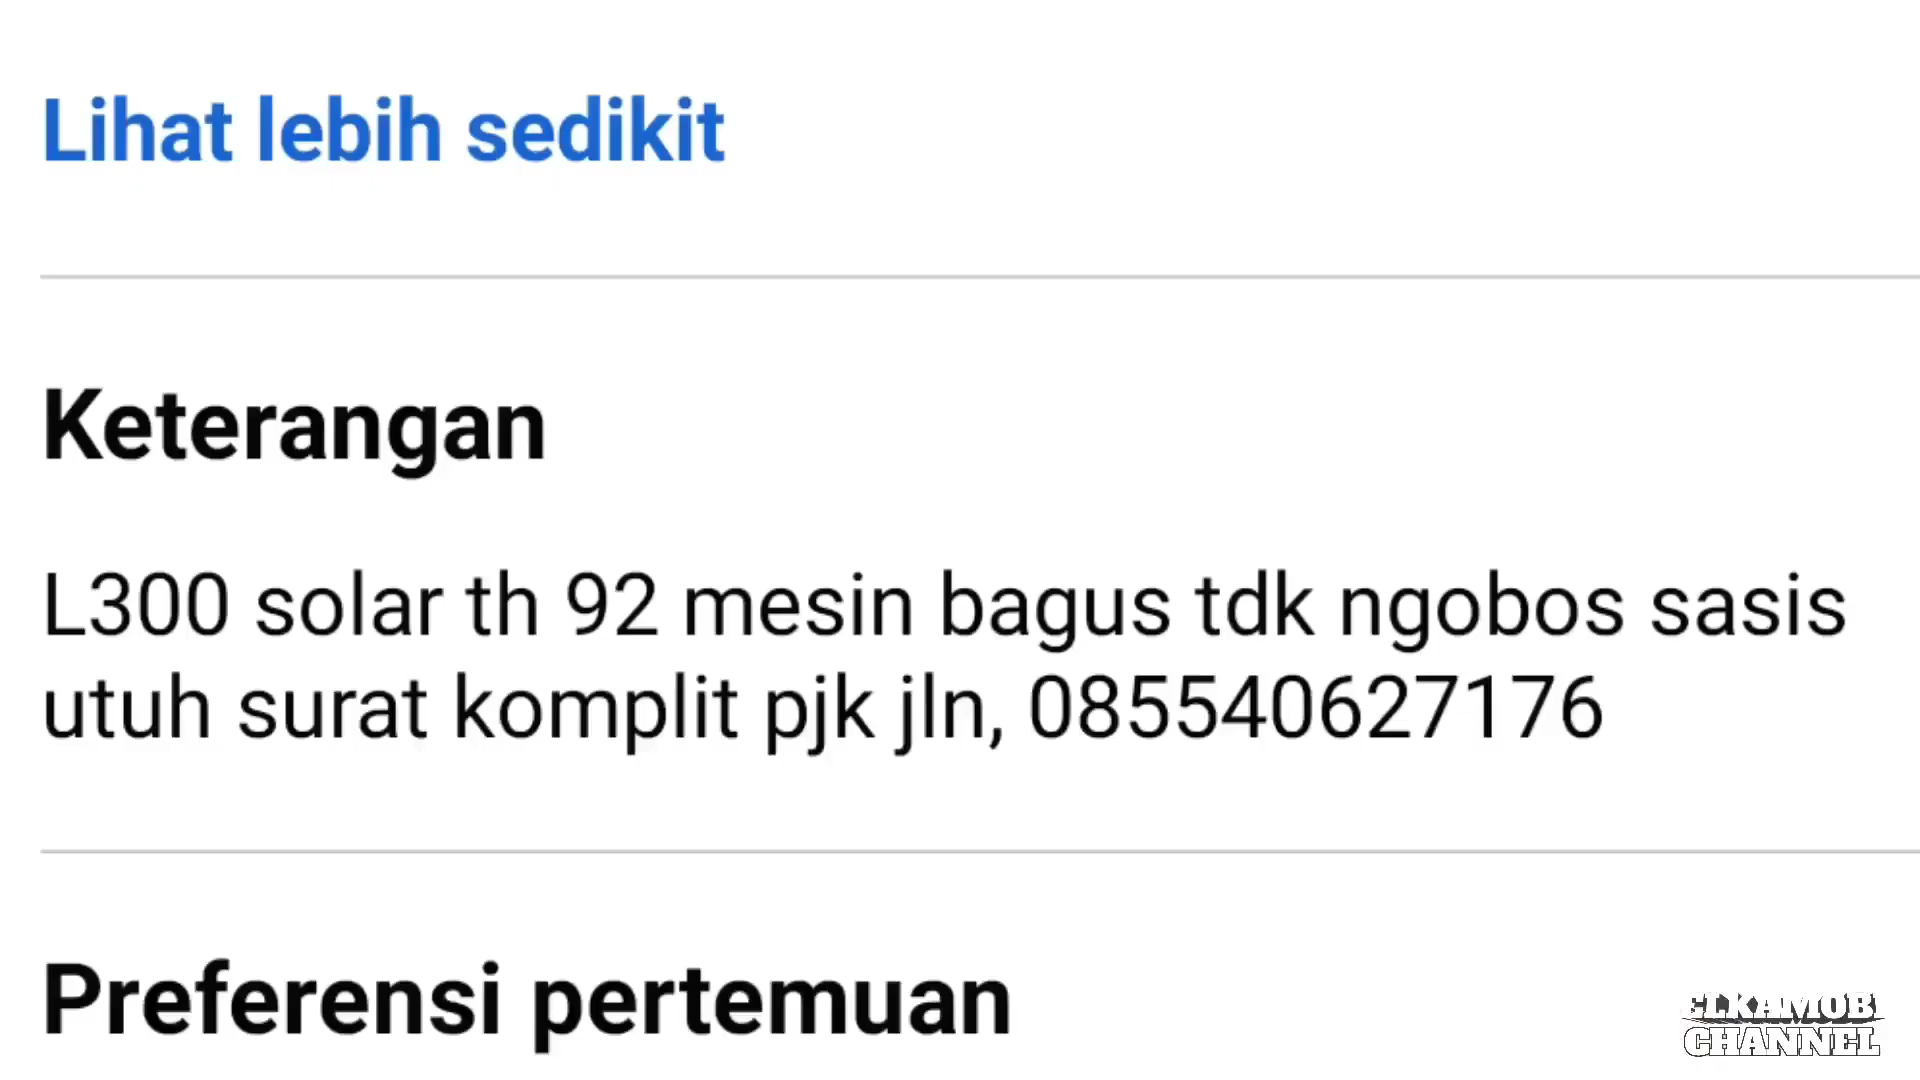 Lihat lebih sedikit
Keterangan
L300 solar th 92 mesin bagus tdk ngobos sasis
utuh surat komplit pjk jln, 085540627176
Preferensi pertemuan
ELKAMOB
CHANNEL